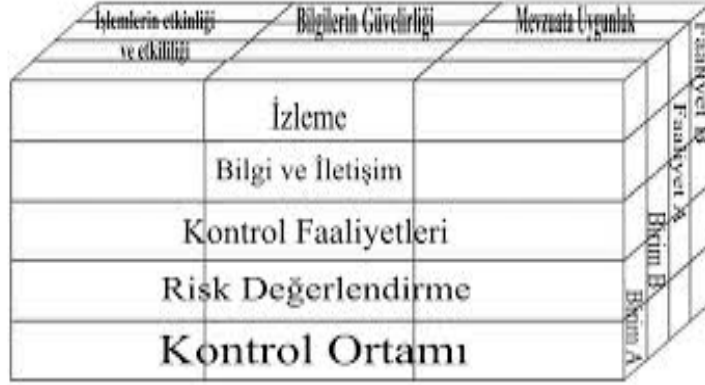 İşlemlerin etkinliği
ve etkililiği
Bilgilerin Güvelirliği
Mevzuata Uygunluk
İzleme
Bilgi ve İletişim
Kontrol Faaliyetleri
Risk Değerlendirme
Kontrol Ortamı
Birim A
Birim B
Faaliyet A
Faaliyet B